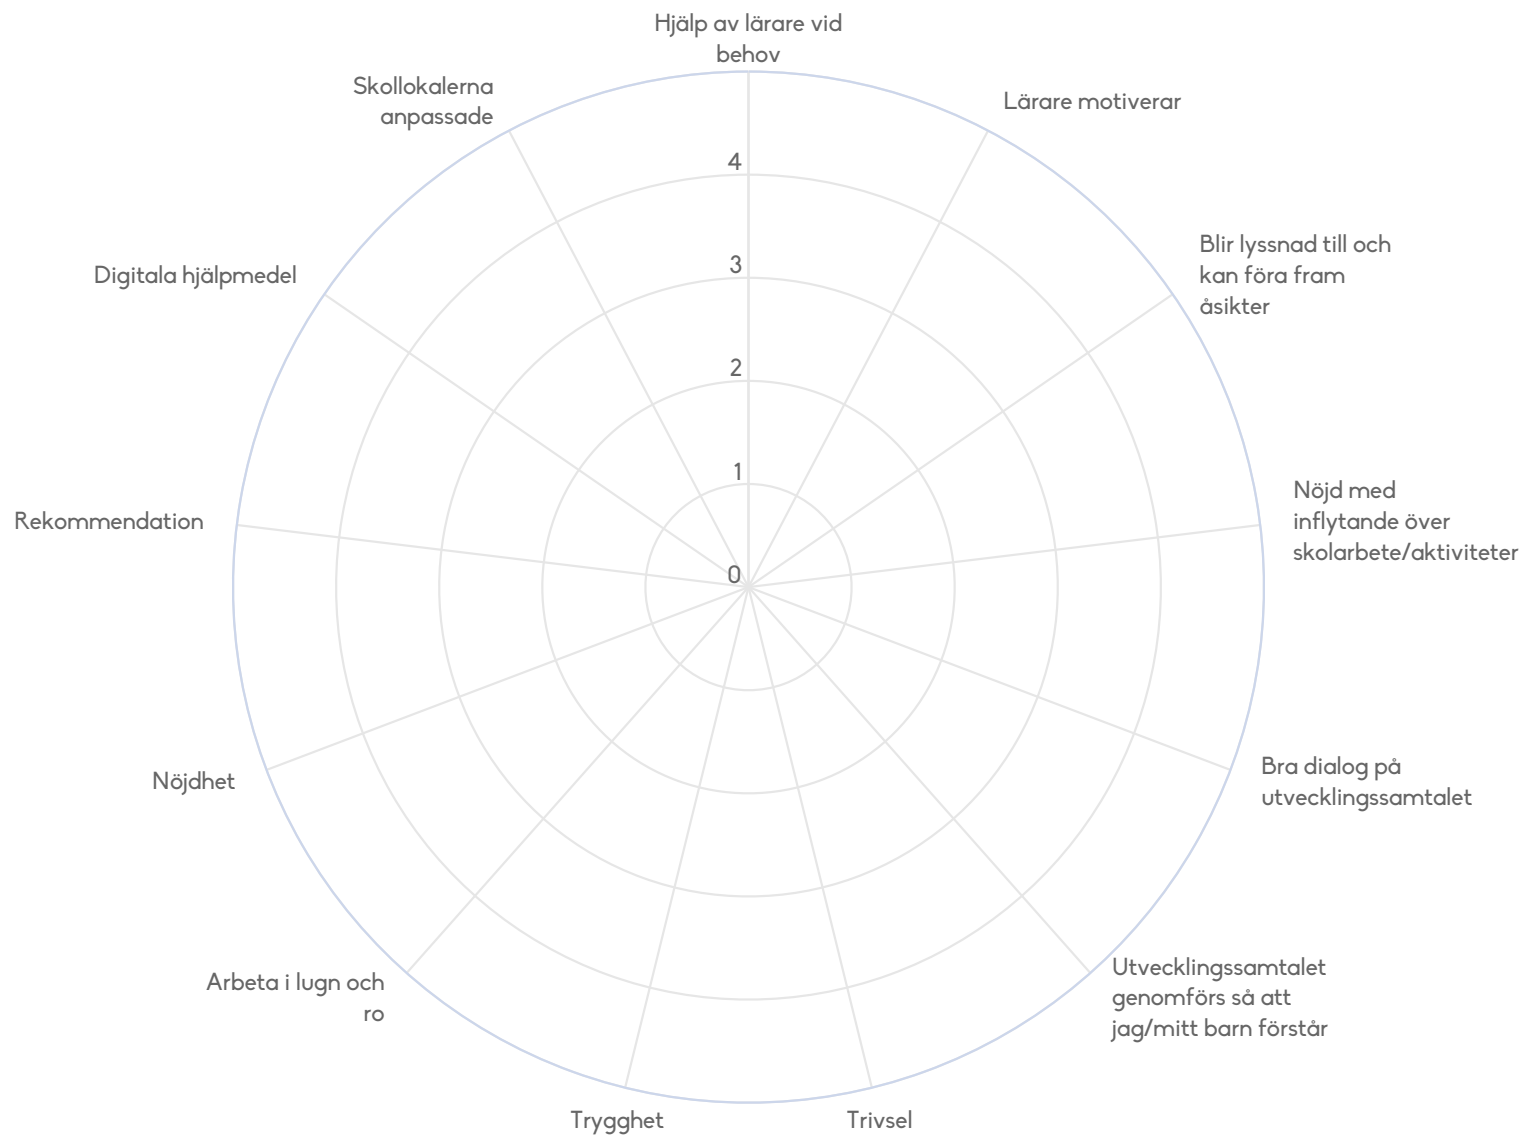 Hjälp av lärare vid
behov
Lärare motiverar
Blir lyssnad till och
kan föra fram
åsikter
Nöjd med
inflytande över
skolarbete/aktiviteter
Bra dialog på
utvecklingssamtalet
Utvecklingssamtalet
genomförs så att
jag/mitt barn förstår
Trivsel
Trygghet
Arbeta i lugn och
ro
Nöjdhet
Rekommendation
Digitala hjälpmedel
Skollokalerna
anpassade
4
3
2
1
0